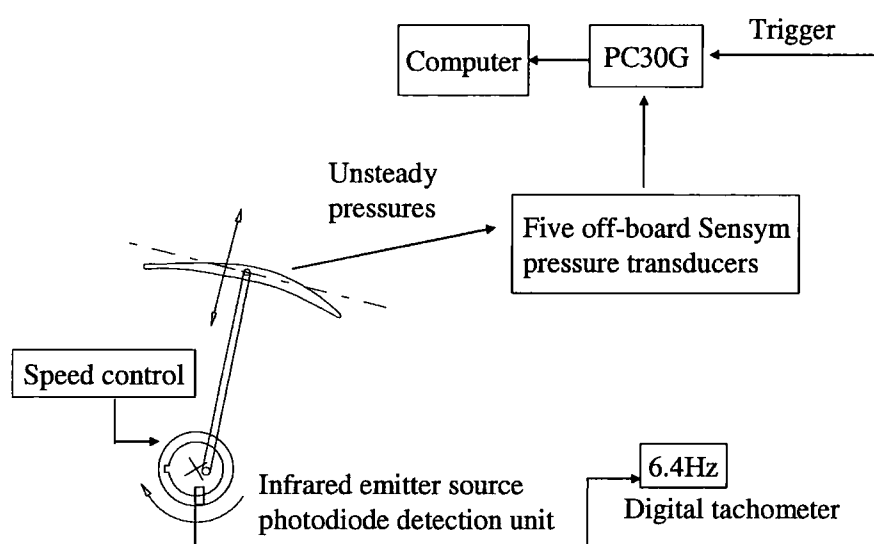 Trigger
Computer
PC30G
Unsteady
pressures
Five off-board Sensym
pressure transducers
Speed control
6.4Hz
Infrared emitter source
photodiode detection unit
Digital tachometer